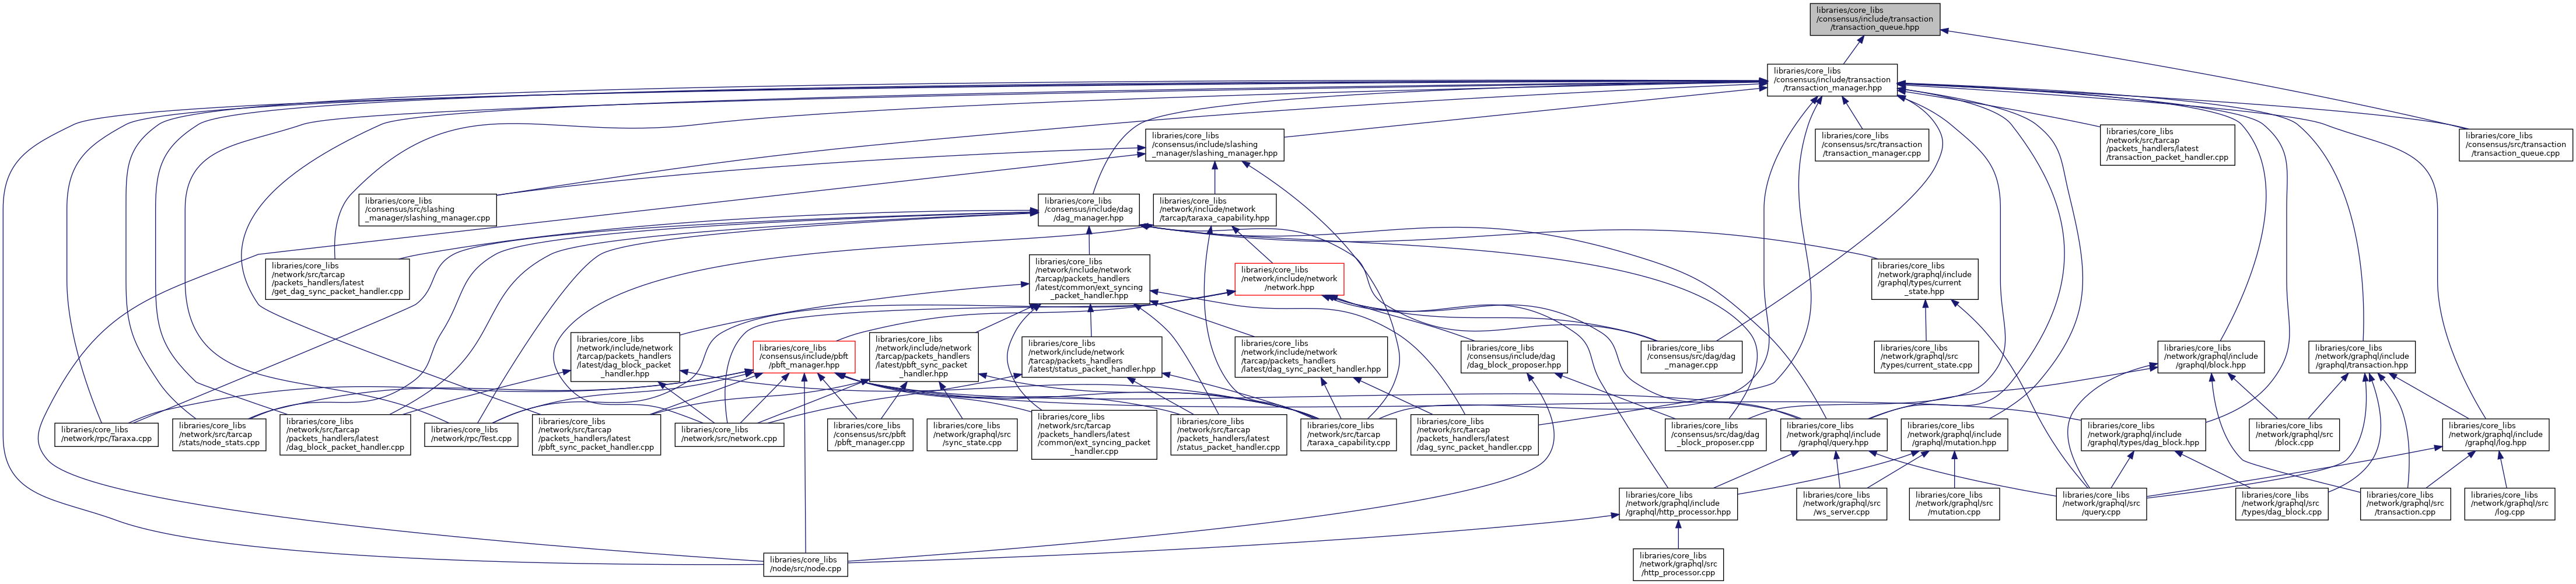 libraries/core_libs
/consensus/include/transaction
/transaction_queue.hpp
libraries/core_libs
/consensus/include/transaction
/transaction_manager.hpp
libraries/core_libs
/consensus/include/slashing
_manager/slashing_manager.hpp
libraries/core_libs
/consensus/src/transaction
/transaction_manager.cpp
libraries/core_libs
/network/src/tarcap
/packets_handlers/latest
/transaction_packet_handler.cpp
libraries/core_libs
/consensus/src/transaction
/transaction_queue.cpp
libraries/core_libs
/consensus/src/slashing
_manager/slashing_manager.cpp
libraries/core_libs
/consensus/include/dag
/dag_manager.hpp
libraries/core_libs
/network/include/network
/tarcap/taraxa_capability.hpp
libraries/core_libs
/network/src/tarcap
/packets_handlers/latest
/get_dag_sync_packet_handler.cpp
libraries/core_libs
/network/include/network
/tarcap/packets_handlers
/latest/common/ext_syncing
_packet_handler.hpp
libraries/core_libs
/network/include/network
/network.hpp
libraries/core_libs
/network/graphql/include
/graphql/types/current
_state.hpp
libraries/core_libs
/network/include/network
/tarcap/packets_handlers
/latest/dag_block_packet
_handler.hpp
libraries/core_libs
/consensus/include/pbft
/pbft_manager.hpp
libraries/core_libs
/network/include/network
/tarcap/packets_handlers
/latest/pbft_sync_packet
_handler.hpp
libraries/core_libs
/network/include/network
/tarcap/packets_handlers
/latest/status_packet_handler.hpp
libraries/core_libs
/network/include/network
/tarcap/packets_handlers
/latest/dag_sync_packet_handler.hpp
libraries/core_libs
/consensus/include/dag
/dag_block_proposer.hpp
libraries/core_libs
/consensus/src/dag/dag
_manager.cpp
libraries/core_libs
/network/graphql/src
/types/current_state.cpp
libraries/core_libs
/network/graphql/include
/graphql/block.hpp
libraries/core_libs
/network/graphql/include
/graphql/transaction.hpp
libraries/core_libs
/network/rpc/Taraxa.cpp
libraries/core_libs
/network/src/tarcap
/stats/node_stats.cpp
libraries/core_libs
/network/src/tarcap
/packets_handlers/latest
/dag_block_packet_handler.cpp
libraries/core_libs
/network/rpc/Test.cpp
libraries/core_libs
/network/src/tarcap
/packets_handlers/latest
/pbft_sync_packet_handler.cpp
libraries/core_libs
/network/src/network.cpp
libraries/core_libs
/consensus/src/pbft
/pbft_manager.cpp
libraries/core_libs
/network/graphql/src
/sync_state.cpp
libraries/core_libs
/network/src/tarcap
/packets_handlers/latest
/common/ext_syncing_packet
_handler.cpp
libraries/core_libs
/network/src/tarcap
/packets_handlers/latest
/status_packet_handler.cpp
libraries/core_libs
/network/src/tarcap
/taraxa_capability.cpp
libraries/core_libs
/network/src/tarcap
/packets_handlers/latest
/dag_sync_packet_handler.cpp
libraries/core_libs
/consensus/src/dag/dag
_block_proposer.cpp
libraries/core_libs
/network/graphql/include
/graphql/query.hpp
libraries/core_libs
/network/graphql/include
/graphql/mutation.hpp
libraries/core_libs
/network/graphql/include
/graphql/types/dag_block.hpp
libraries/core_libs
/network/graphql/src
/block.cpp
libraries/core_libs
/network/graphql/include
/graphql/log.hpp
libraries/core_libs
/network/graphql/include
/graphql/http_processor.hpp
libraries/core_libs
/network/graphql/src
/ws_server.cpp
libraries/core_libs
/network/graphql/src
/mutation.cpp
libraries/core_libs
/network/graphql/src
/query.cpp
libraries/core_libs
/network/graphql/src
/types/dag_block.cpp
libraries/core_libs
/network/graphql/src
/transaction.cpp
libraries/core_libs
/network/graphql/src
/log.cpp
libraries/core_libs
/node/src/node.cpp
libraries/core_libs
/network/graphql/src
/http_processor.cpp